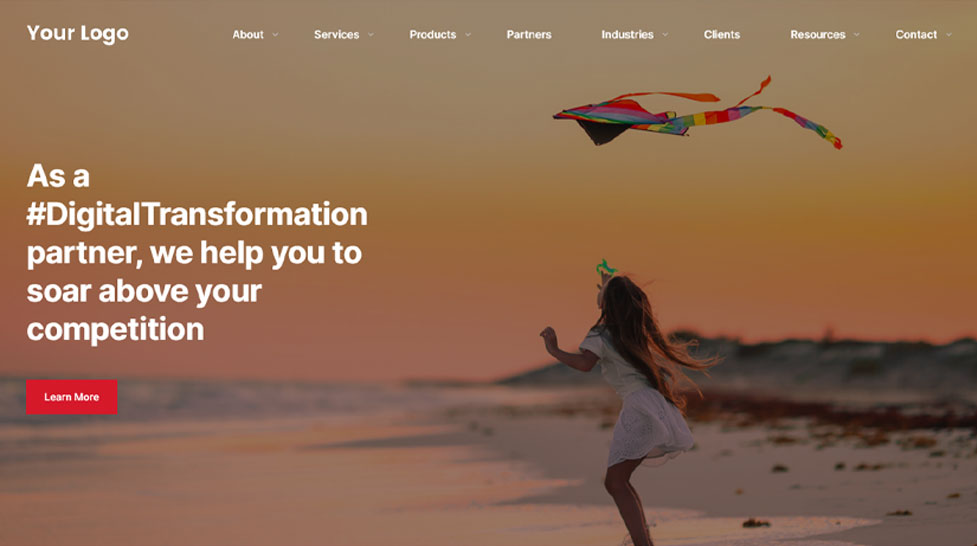 Your Logo
About
Services
Products
Partners
Industries
Clients
Resources
Contact
As a
#DigitalTransformation
partner, we help you to
soar above your
competition
Learn More